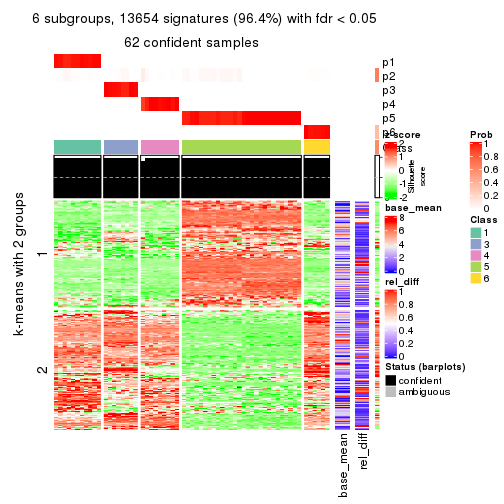 6 subgroups, 13654 signatures (96.4%) with fdr < 0.05
62 confident samples
p1
p2
p3
p4
p5
p6
Class
z-score
2
1
0
-1
-2
Silhouette
score
base_mean
8
6
4
2
0
rel_diff
1
0.8
0.6
0.4
0.2
0
Status (barplots)
confident
ambiguous
Prob
1
0.8
0.6
0.4
0.2
0
Class
1
3
4
5
6
k-means with 2 groups
1
2
base_mean
rel_diff